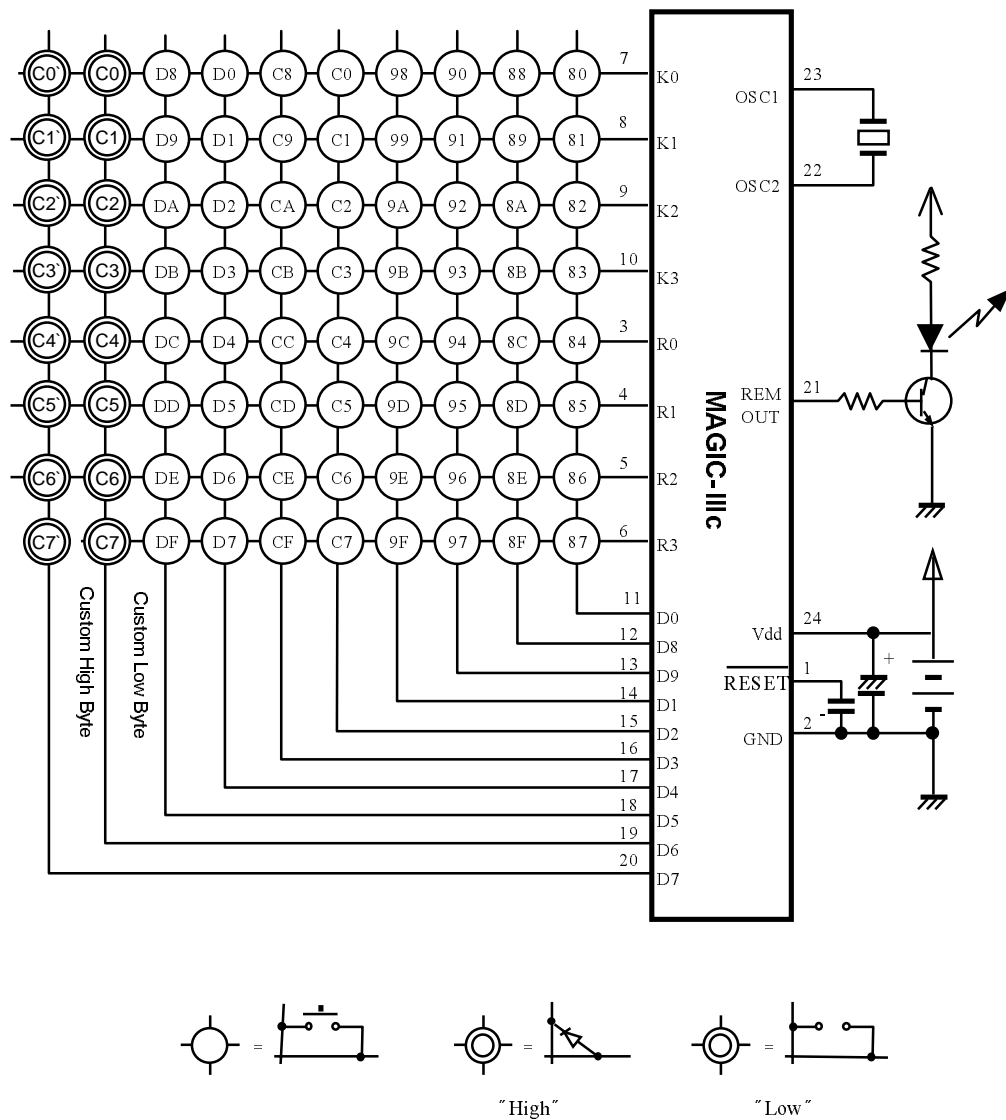 C0` C0 D8 D0 C8 C0 98 90 88 80 7 K0
23
OSC1
C1` C1 D9 D1 C9 C1 99 91 89 81 8 K1
22
OSC2
C2` C2 DA D2 CA C2 9A 92 8A 82 9 K2
C3` C3 DB D3 CB C3 9B 93 8B 83 10 K3
C4` C4 DC D4 CC C4 9C 94 8C 84 3 R0
C5` C5 DD D5 CD C5 9D 95 8D 85 4 R1
REM OUT 21
C6` C6 DE D6 CE C6 9E 96 8E 86 5 R2
C7` C7 DF D7 CF C7 9F 97 8F 87 6 R3
MAGIC-IIIc
Custom High Byte
Custom Low Byte
11 D0
12 D8
13 D9
14 D1
15 D2
16 D3
17 D4
18 D5
19 D6
20 D7
Vdd 24
+
RESET 1
-
GND 2
= = =
"High" "Low"